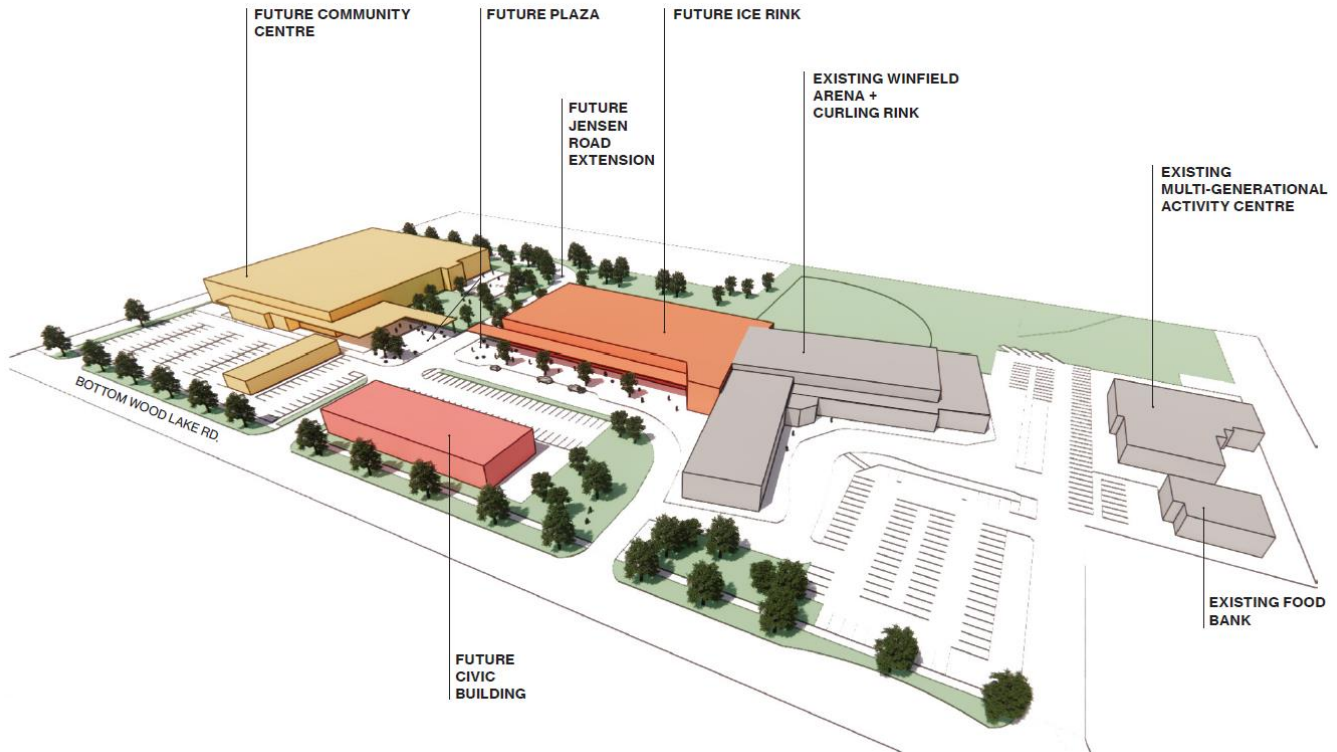 FUTURE COMMUNITY
CENTRE
FUTURE PLAZA
FUTURE ICE RINK
EXISTING WINFIELD
ARENA +
CURLING RINK
FUTURE
JENSEN
ROAD
EXTENSION
EXISTING
MULTI-GENERATIONAL
ACTIVITY CENTRE
BOTTOM WOOD LAKE RD.
EXISTING FOOD
BANK
FUTURE
CIVIC
BUILDING